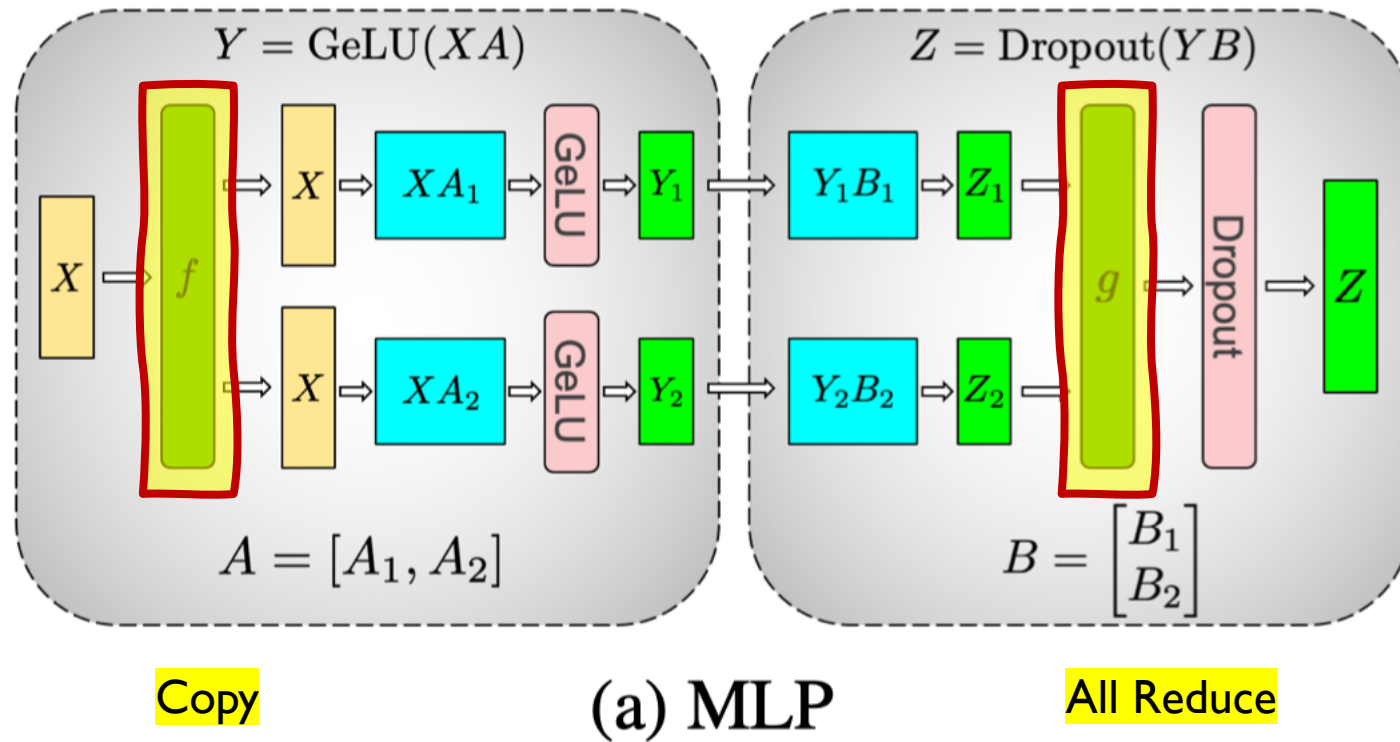 Y = GeLU(XA)
Z = Dropout(YB)
X
f
X
XA₁
GeLU
Y₁
X
XA₂
GeLU
Y₂
Y₁B₁
Z₁
Y₂B₂
Z₂
g
Dropout
Z
A = [A₁, A₂]
B = [B₁
B₂]
Copy
(a) MLP
All Reduce